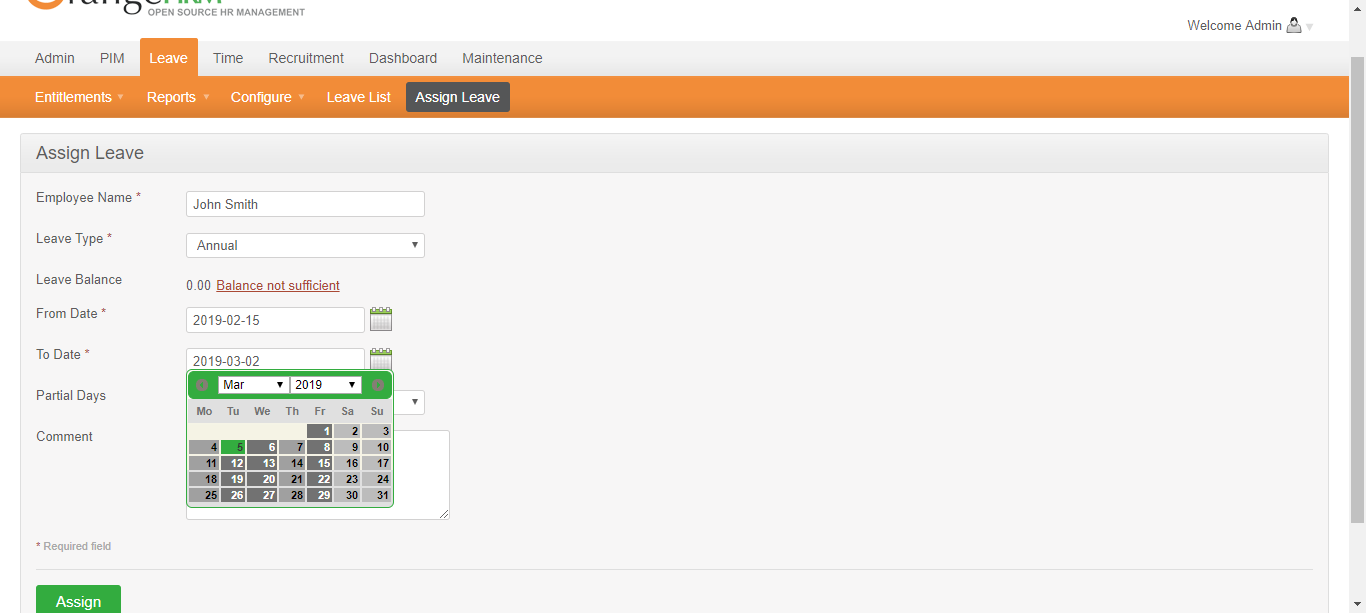 OPEN SOURCE HR MANAGEMENT
Welcome Admin
Admin PIM Leave Time Recruitment Dashboard Maintenance
Entitlements Reports Configure Leave List Assign Leave
Assign Leave
Employee Name * John Smith
Leave Type * Annual
Leave Balance 0.00 Balance not sufficient
From Date * 2019-02-15
To Date * 2019-03-02
Partial Days
Comment
Mar 2019
Mo Tu We Th Fr Sa Su
1 2 3
4 5 6 7 8 9 10
11 12 13 14 15 16 17
18 19 20 21 22 23 24
25 26 27 28 29 30 31
* Required field
Assign